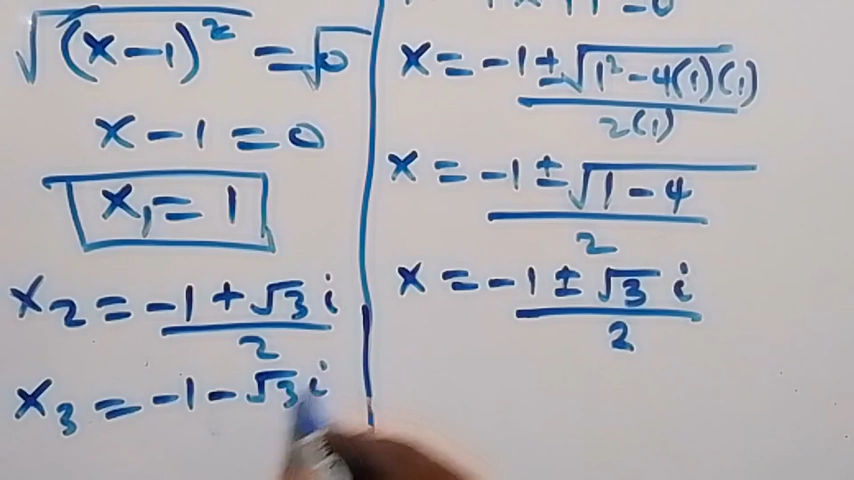 √(x-1)² = √0
x - 1 = 0
x₁ = 1
x₂ = (-1 + √3 i)/2
x₃ = -1 - √3 i
x = (-1 ± √(1² - 4(1)(1)))/(2(1))
x = (-1 ± √(1 - 4))/2
x = (-1 ± √3 i)/2